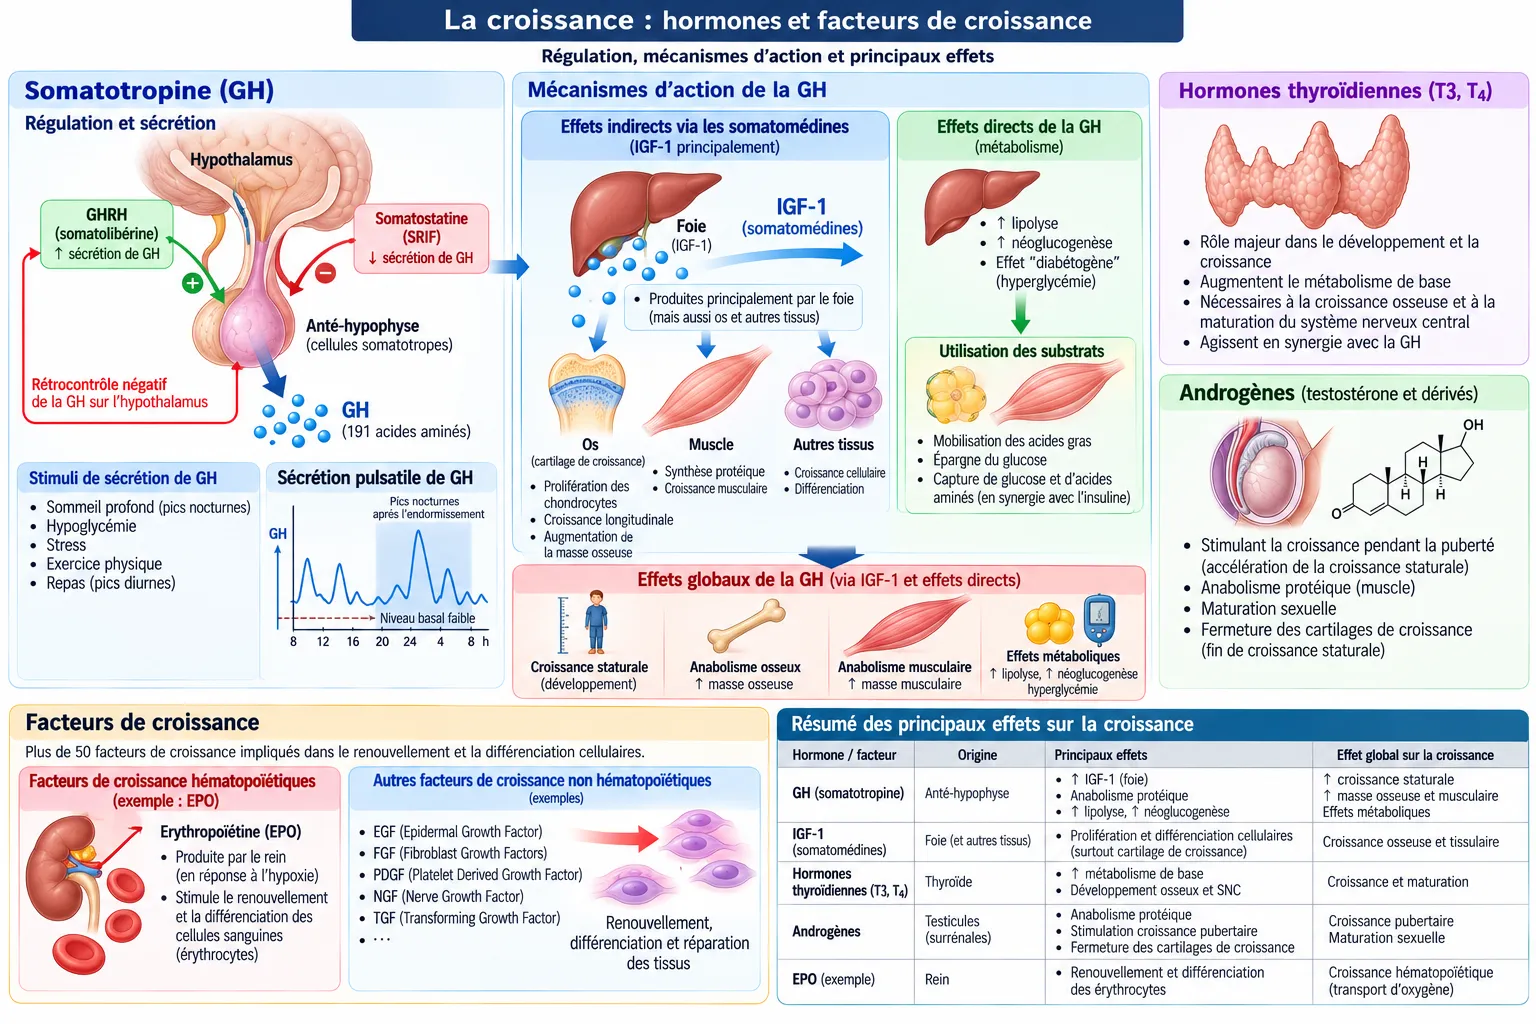 La croissance : hormones et facteurs de croissance
Régulation, mécanismes d'action et principaux effets
Somatotropine (GH)
Régulation et sécrétion
Hypothalamus
GHRH
(somatolibérine)
↑ sécrétion de GH
Somatostatine
(SRIF)
↓ sécrétion de GH
+
−
Anté-hypophyse
(cellules somatotropes)
Rétrocontrôle négatif
de la GH sur l'hypothalamus
GH
(191 acides aminés)
Stimuli de sécrétion de GH
• Sommeil profond (pics nocturnes)
• Hypoglycémie
• Stress
• Exercice physique
• Repas (pics diurnes)
Sécrétion pulsatile de GH
Pics nocturnes
après l'endormissement
GH
Niveau basal faible
8 12 16 20 24 4 8 h
Mécanismes d'action de la GH
Effets indirects via les somatomédines
(IGF-1 principalement)
Foie
(IGF-1)
IGF-1
(somatomédines)
• Produites principalement par le foie
(mais aussi os et autres tissus)
Os
(cartilage de croissance)
• Prolifération des
chondrocytes
• Croissance longitudinale
• Augmentation de
la masse osseuse
Muscle
• Synthèse protéique
• Croissance musculaire
Autres tissus
• Croissance cellulaire
• Différenciation
Effets directs de la GH
(métabolisme)
• ↑ lipolyse
• ↑ néoglucogenèse
• Effet "diabétogène"
(hyperglycémie)
Utilisation des substrats
• Mobilisation des acides gras
• Épargne du glucose
• Capture de glucose et d'acides
aminés (en synergie avec l'insuline)
Effets globaux de la GH (via IGF-1 et effets directs)
Croissance staturale
(développement)
Anabolisme osseux
↑ masse osseuse
Anabolisme musculaire
↑ masse musculaire
Effets métaboliques
↑ lipolyse, ↑ néoglucogenèse
hyperglycémie
Hormones thyroïdiennes (T3, T₄)
• Rôle majeur dans le développement et la
croissance
• Augmentent le métabolisme de base
• Nécessaires à la croissance osseuse et à la
maturation du système nerveux central
• Agissent en synergie avec la GH
Androgènes (testostérone et dérivés)
OH
H
H
H
O
• Stimulant la croissance pendant la puberté
(accélération de la croissance staturale)
• Anabolisme protéique (muscle)
• Maturation sexuelle
• Fermeture des cartilages de croissance
(fin de croissance staturale)
Facteurs de croissance
Plus de 50 facteurs de croissance impliqués dans le renouvellement et la différenciation cellulaires.
Facteurs de croissance hématopoïétiques
(exemple : EPO)
Erythropoïétine (EPO)
• Produite par le rein
(en réponse à l'hypoxie)
• Stimule le renouvellement
et la différenciation des
cellules sanguines
(érythrocytes)
Autres facteurs de croissance non hématopoïétiques
(exemples)
• EGF (Epidermal Growth Factor)
• FGF (Fibroblast Growth Factors)
• PDGF (Platelet Derived Growth Factor)
• NGF (Nerve Growth Factor)
• TGF (Transforming Growth Factor)
• ...
Renouvellement,
différenciation et réparation
des tissus
Résumé des principaux effets sur la croissance
Hormone / facteur Origine Principaux effets Effet global sur la croissance
GH (somatotropine) Anté-hypophyse
• ↑ IGF-1 (foie)
• Anabolisme protéique
• ↑ lipolyse, ↑ néoglucogenèse
↑ croissance staturale
↑ masse osseuse et musculaire
Effets métaboliques
IGF-1
(somatomédines)
Foie (et autres tissus)
• Prolifération et différenciation cellulaires
(surtout cartilage de croissance)
Croissance osseuse et tissulaire
Hormones
thyroïdiennes (T3, T₄)
Thyroïde
• ↑ métabolisme de base
• Développement osseux et SNC
Croissance et maturation
Androgènes
Testicules
(surrénales)
• Anabolisme protéique
• Stimulation croissance pubertaire
• Fermeture des cartilages de croissance
Croissance pubertaire
Maturation sexuelle
EPO (exemple)
Rein
• Renouvellement et différenciation
des érythrocytes
Croissance hématopoïétique
(transport d'oxygène)